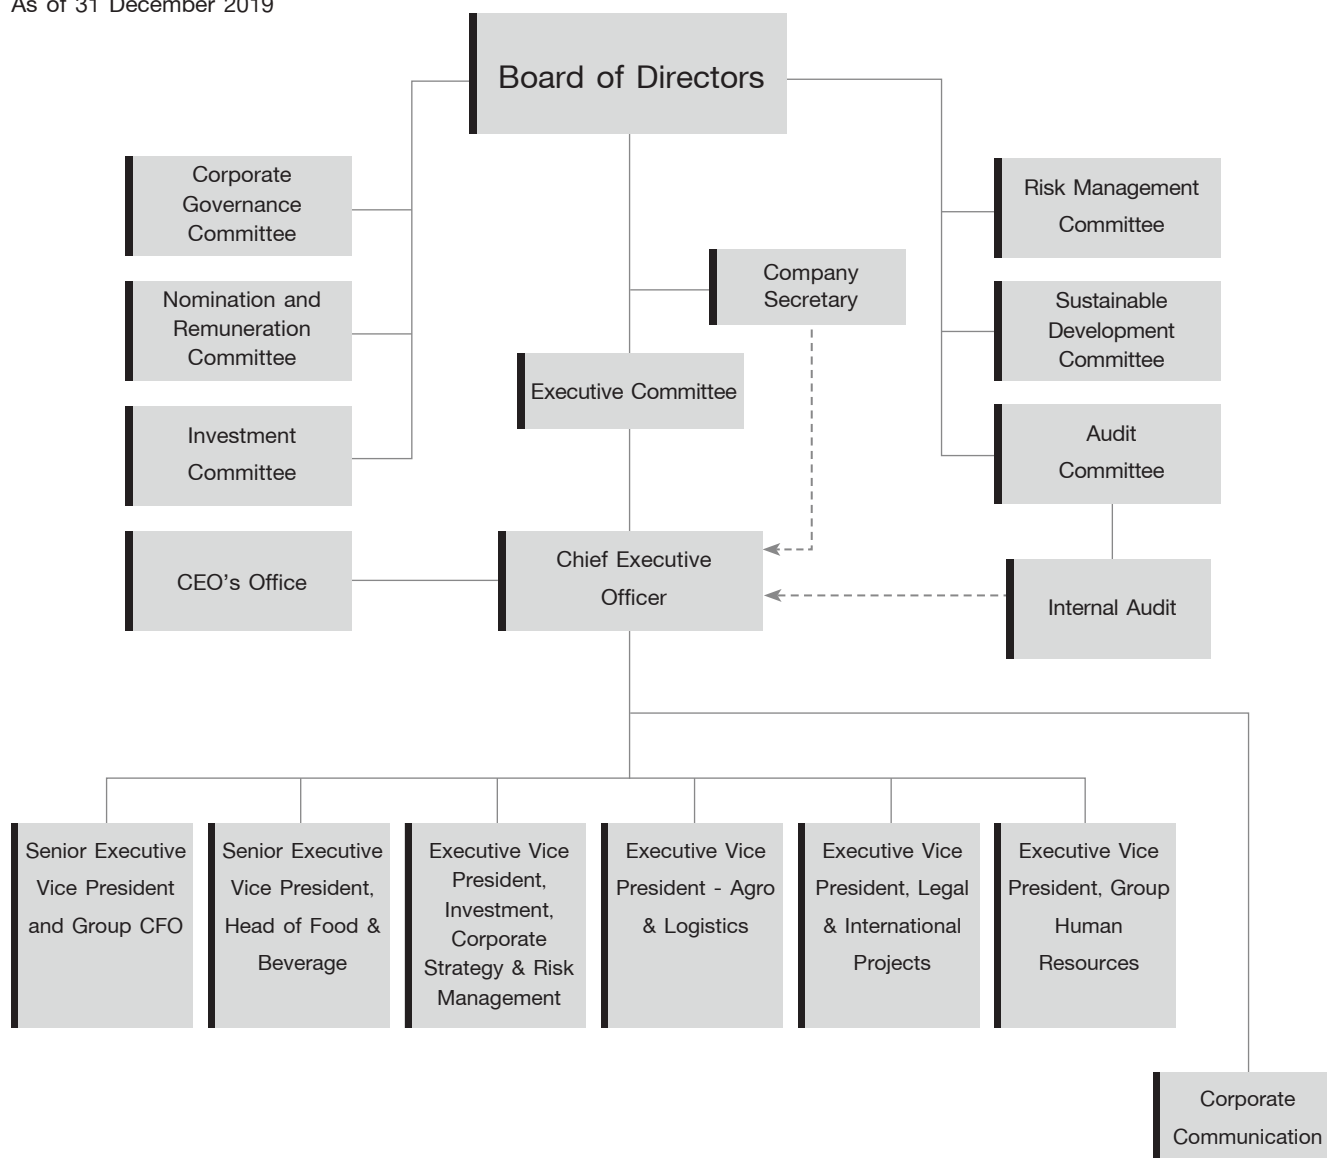 As of 31 December 2019
Board of Directors
Corporate
Governance
Committee
Risk Management
Committee
Company
Secretary
Nomination and
Remuneration
Committee
Sustainable
Development
Committee
Executive Committee
Investment
Committee
Audit
Committee
CEO’s Office
Chief Executive
Officer
Internal Audit
Senior Executive
Vice President
and Group CFO
Senior Executive
Vice President,
Head of Food &
Beverage
Executive Vice
President,
Investment,
Corporate
Strategy & Risk
Management
Executive Vice
President - Agro
& Logistics
Executive Vice
President, Legal
& International
Projects
Executive Vice
President, Group
Human
Resources
Corporate
Communication